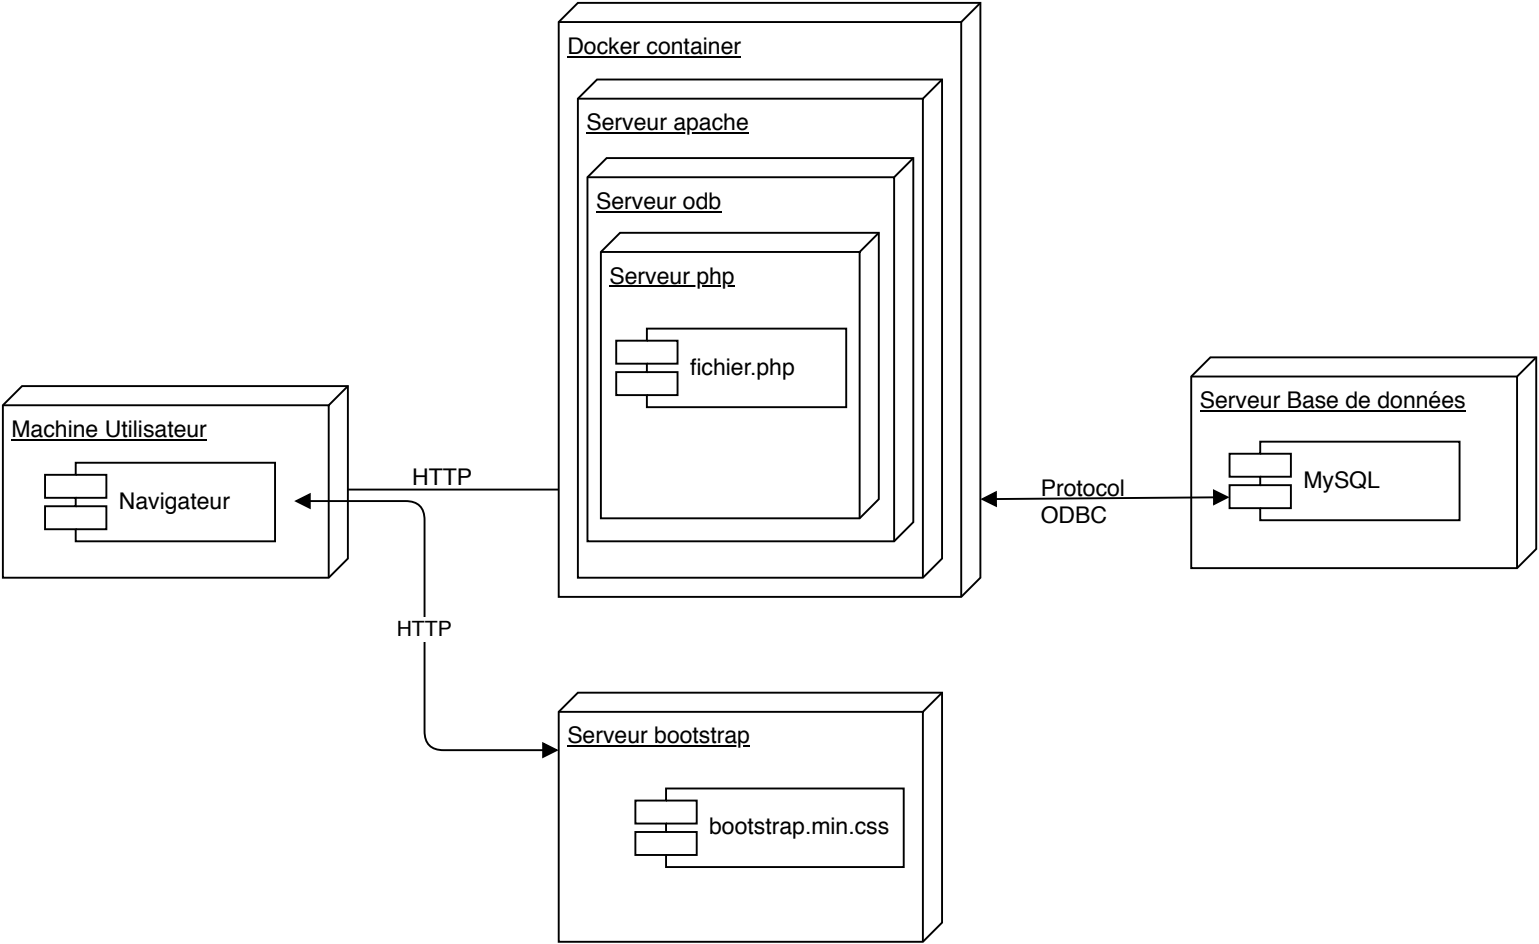 Docker container
Serveur apache
Serveur odb
Serveur php
fichier.php
Machine Utilisateur
Navigateur
HTTP
Protocol
ODBC
Serveur Base de données
MySQL
HTTP
Serveur bootstrap
bootstrap.min.css